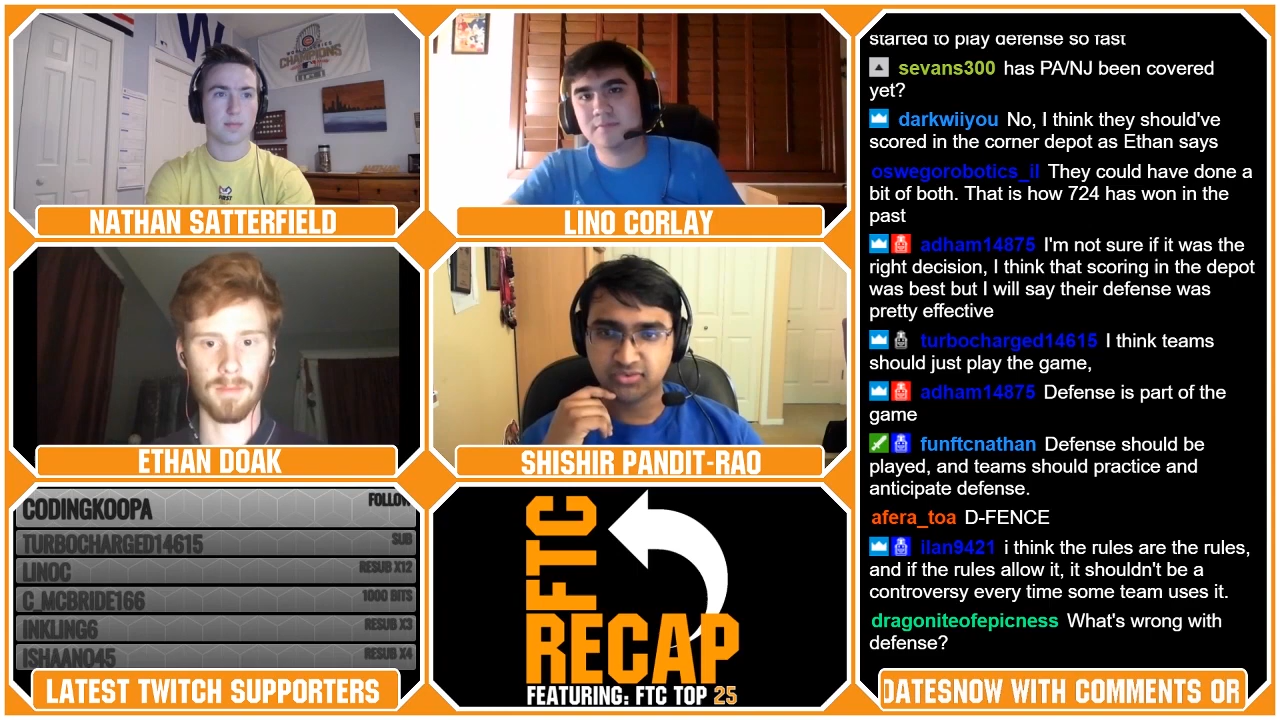 W
CHAMPIONS
FIRST
NATHAN SATTERFIELD
LINO CORLAY
ETHAN DOAK
SHISHIR PANDIT-RAO
CODINGKOOPA FOLLOW
TURBOCHARGED14615 SUB
LINOC RESUB X12
C_MCBRIDE166 1000 BITS
INKLING6 RESUB X3
ISHAAN045 RESUB X4
LATEST TWITCH SUPPORTERS
FTC
RECAP
FEATURING: FTC TOP 25
started to play defense so fast
sevans300 has PA/NJ been covered
yet?
darkwiiyou No, I think they should've
scored in the corner depot as Ethan says
oswegorobotics_il They could have done a
bit of both. That is how 724 has won in the
past
adham14875 I'm not sure if it was the
right decision, I think that scoring in the depot
was best but I will say their defense was
pretty effective
turbocharged14615 I think teams
should just play the game,
adham14875 Defense is part of the
game
funftcnathan Defense should be
played, and teams should practice and
anticipate defense.
afera_toa D-FENCE
ilan9421 i think the rules are the rules,
and if the rules allow it, it shouldn't be a
controversy every time some team uses it.
dragoniteofepicness What's wrong with
defense?
DATESNOW WITH COMMENTS OR